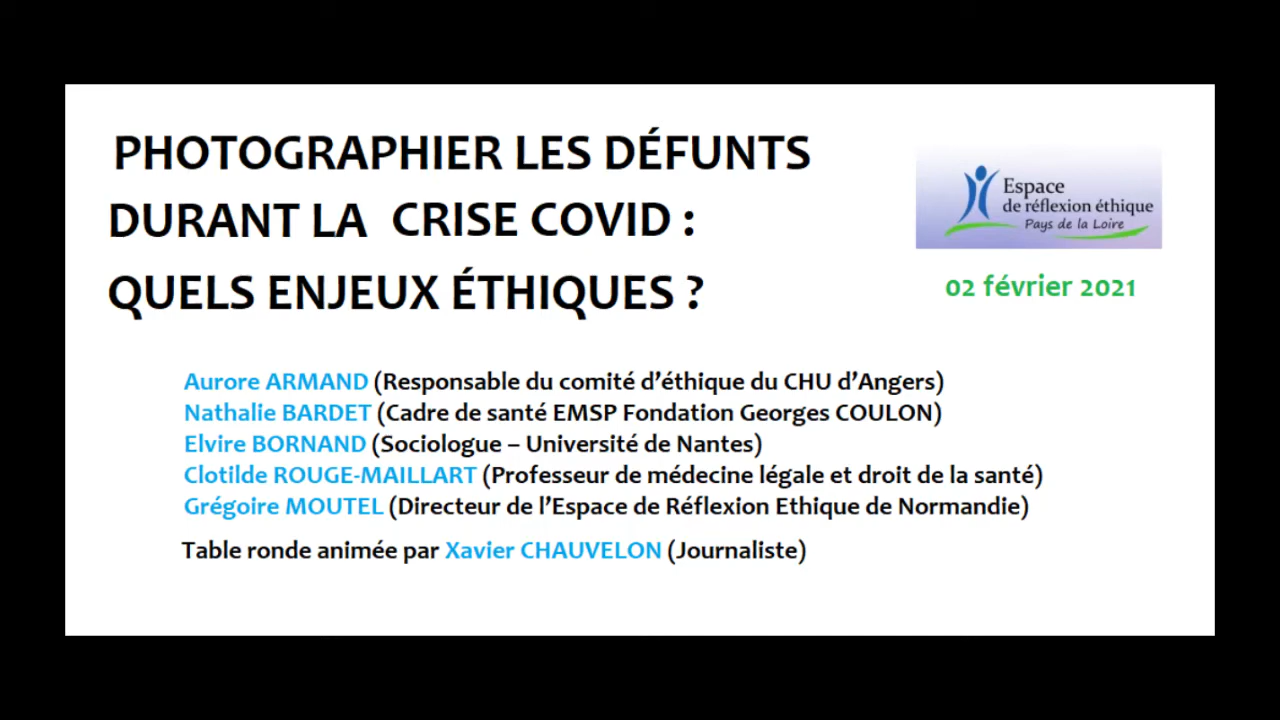 PHOTOGRAPHIER LES DÉFUNTS
DURANT LA CRISE COVID :
QUELS ENJEUX ÉTHIQUES ?
Espace
de réflexion éthique
Pays de la Loire
02 février 2021
Aurore ARMAND (Responsable du comité d’éthique du CHU d’Angers)
Nathalie BARDET (Cadre de santé EMSP Fondation Georges COULON)
Elvire BORNAND (Sociologue – Université de Nantes)
Clotilde ROUGE-MAILLART (Professeur de médecine légale et droit de la santé)
Grégoire MOUTEL (Directeur de l’Espace de Réflexion Ethique de Normandie)
Table ronde animée par Xavier CHAUVELON (Journaliste)